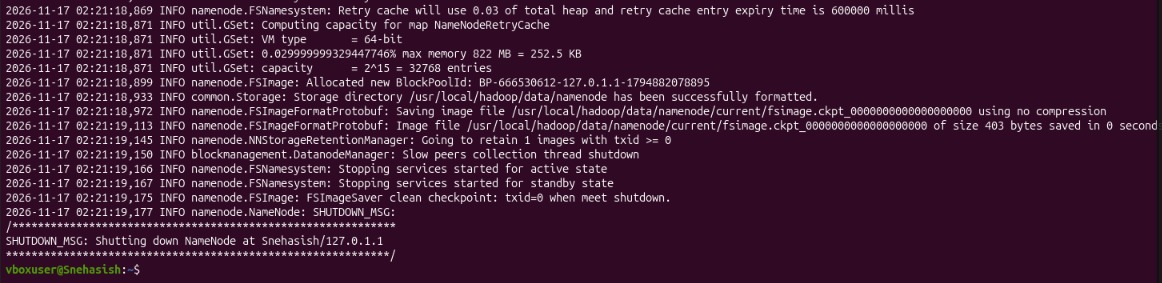 2026-11-17 02:21:18,869 INFO namenode.FSNamesystem: Retry cache will use 0.03 of total heap and retry cache entry expiry time is 600000 millis
2026-11-17 02:21:18,871 INFO util.GSet: Computing capacity for map NameNodeRetryCache
2026-11-17 02:21:18,871 INFO util.GSet: VM type       = 64-bit
2026-11-17 02:21:18,871 INFO util.GSet: 0.029999999329447746% max memory 822 MB = 252.5 KB
2026-11-17 02:21:18,871 INFO util.GSet: capacity      = 2^15 = 32768 entries
2026-11-17 02:21:18,899 INFO namenode.FSImage: Allocated new BlockPoolId: BP-666530612-127.0.1.1-1794882078895
2026-11-17 02:21:18,933 INFO common.Storage: Storage directory /usr/local/hadoop/data/namenode has been successfully formatted.
2026-11-17 02:21:18,972 INFO namenode.FSImageFormatProtobuf: Saving image file /usr/local/hadoop/data/namenode/current/fsimage.ckpt_0000000000000000000 using no compression
2026-11-17 02:21:19,113 INFO namenode.FSImageFormatProtobuf: Image file /usr/local/hadoop/data/namenode/current/fsimage.ckpt_0000000000000000000 of size 403 bytes saved in 0 second
2026-11-17 02:21:19,145 INFO namenode.NNStorageRetentionManager: Going to retain 1 images with txid >= 0
2026-11-17 02:21:19,150 INFO blockmanagement.DatanodeManager: Slow peers collection thread shutdown
2026-11-17 02:21:19,166 INFO namenode.FSNamesystem: Stopping services started for active state
2026-11-17 02:21:19,167 INFO namenode.FSNamesystem: Stopping services started for standby state
2026-11-17 02:21:19,175 INFO namenode.FSImage: FSImageSaver clean checkpoint: txid=0 when meet shutdown.
2026-11-17 02:21:19,177 INFO namenode.NameNode: SHUTDOWN_MSG:
/************************************************************
SHUTDOWN_MSG: Shutting down NameNode at Snehasish/127.0.1.1
************************************************************/
vboxuser@Snehasish:~$